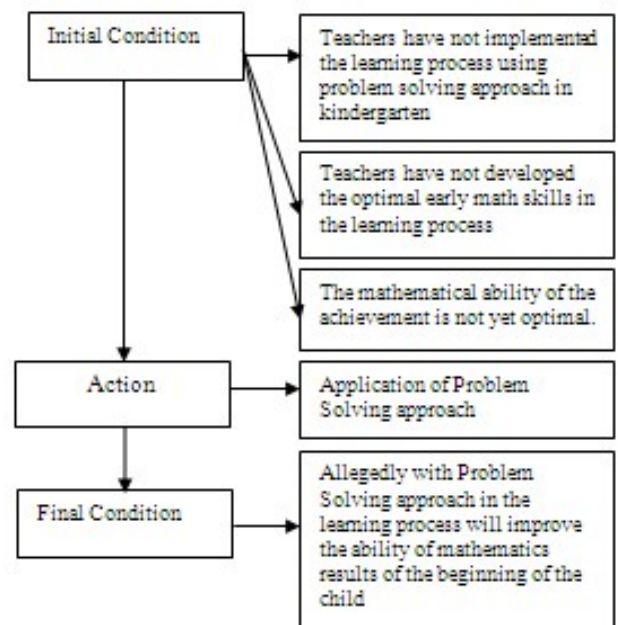 Initial Condition
Teachers have not implemented
the learning process using
problem solving approach in
kindergarten
Teachers have not developed
the optimal early math skills in
the learning process
The mathematical ability of the
achievement is not yet optimal.
Action
Application of Problem
Solving approach
Final Condition
Allegedly with Problem
Solving approach in the
learning process will improve
the ability of mathematics
results of the beginning of the
child